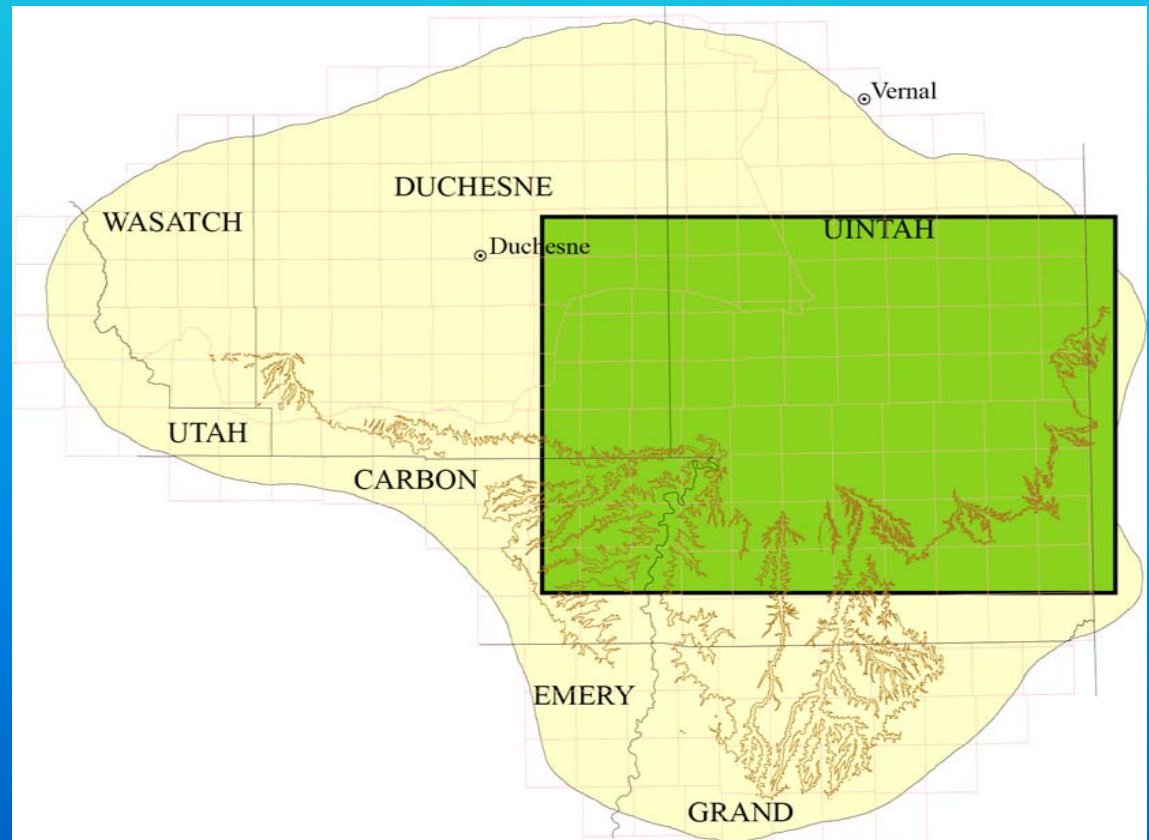 Vernal
DUCHESNE
WASATCH
UINTAH
Duchesne
UTAH
CARBON
EMERY
GRAND